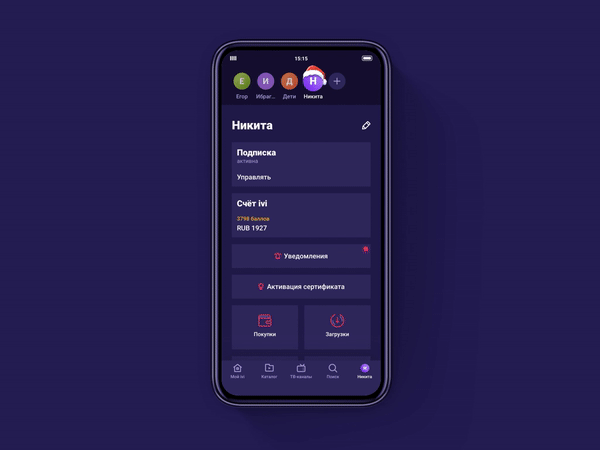 15:15
Е И Д Н
Егор Ибраг... Дети Никита
Никита
Подписка
активна
Управлять
Счёт ivi
3798 баллов
RUB 1927
Уведомления
Активация сертификата
Покупки Загрузки
Мой ivi Каталог ТВ-каналы Поиск Никита